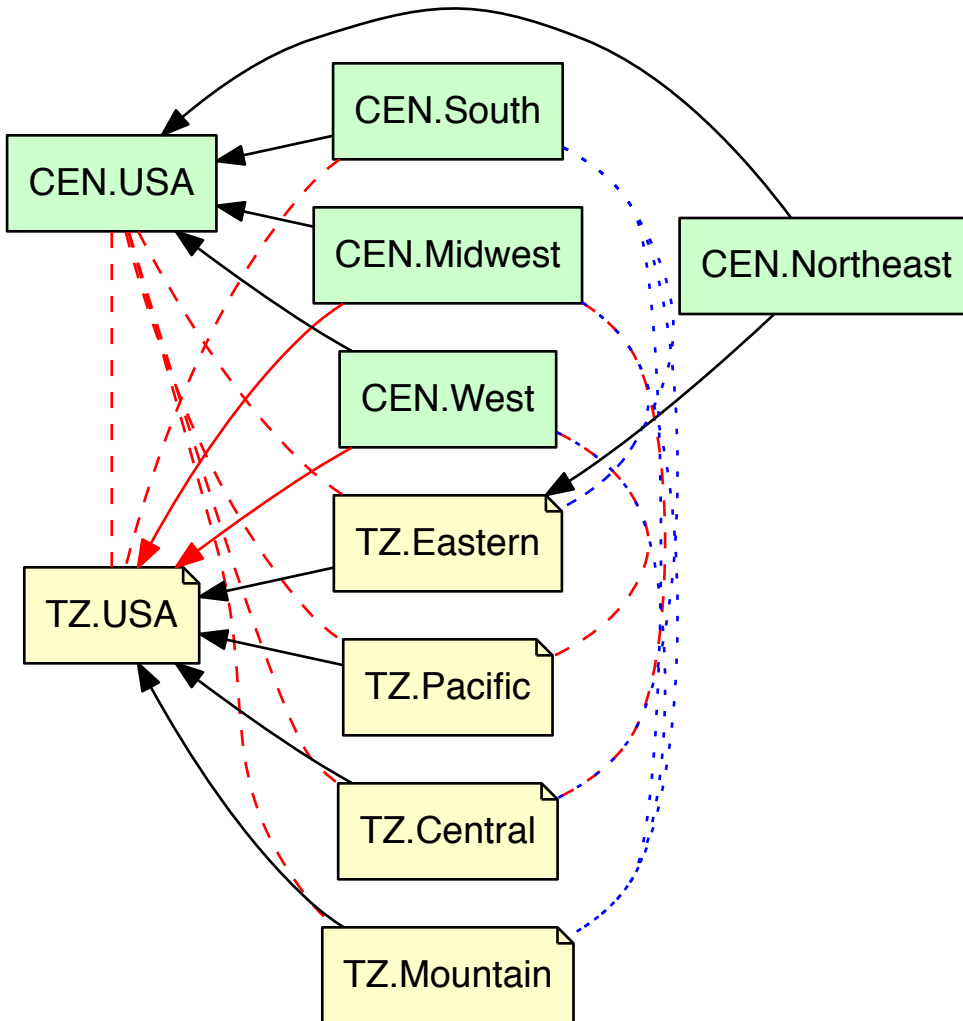 CEN.South
CEN.USA
CEN.Midwest
CEN.Northeast
CEN.West
TZ.Eastern
TZ.USA
TZ.Pacific
TZ.Central
TZ.Mountain